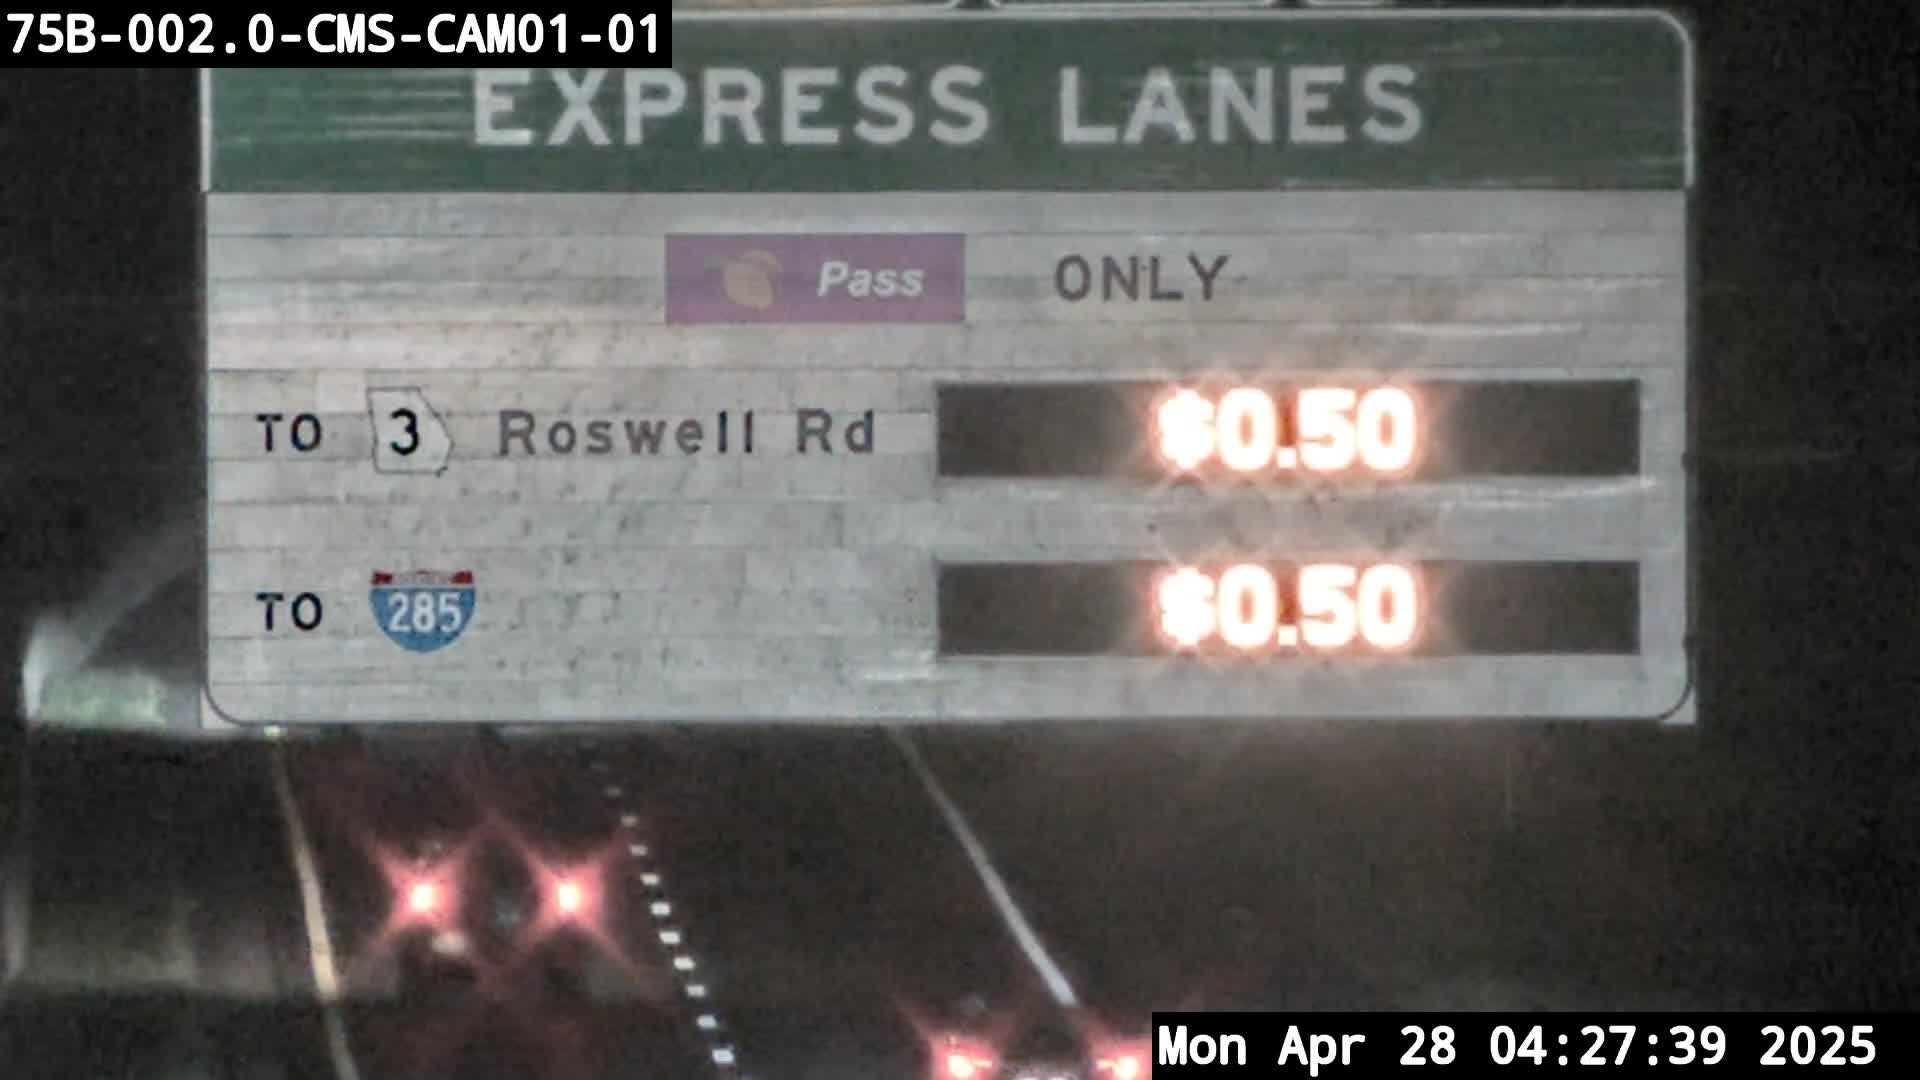 75B-002.0-CMS-CAM01-01
EXPRESS LANES
Pass ONLY
TO 3 Roswell Rd $0.50
TO 285 $0.50
Mon Apr 28 04:27:39 2025